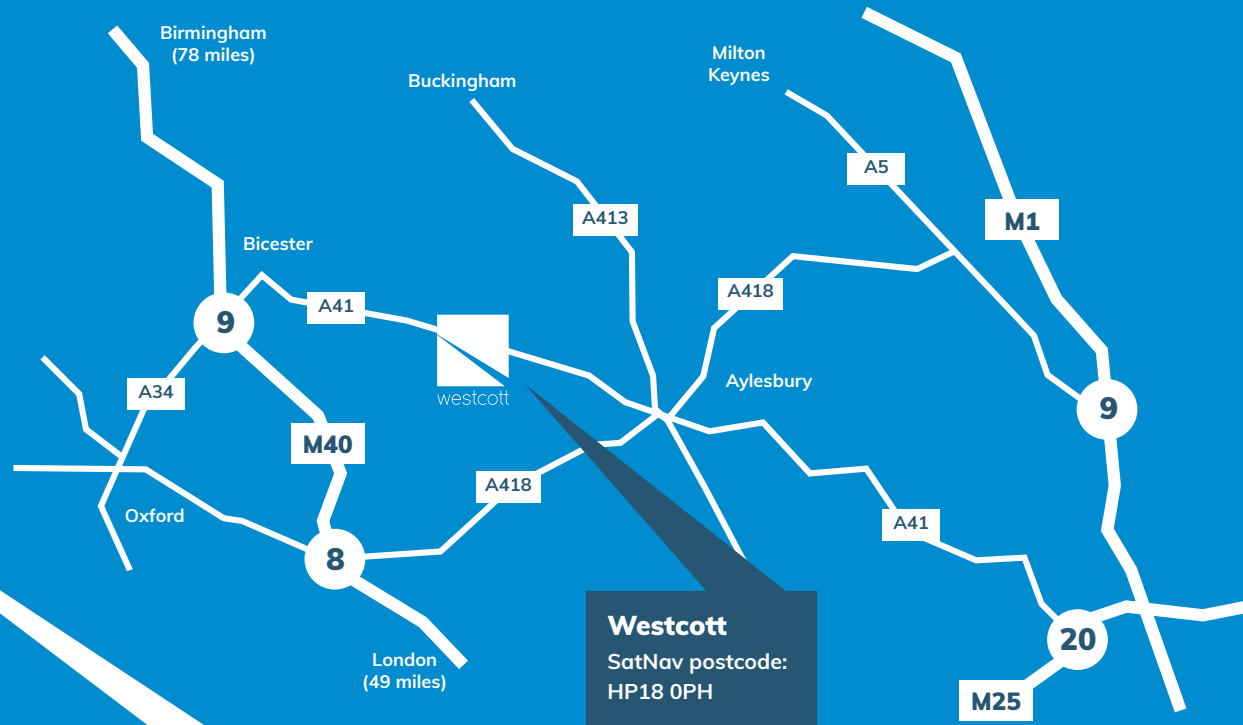 Birmingham
(78 miles)
Buckingham
Milton
Keynes
A5
A413
M1
Bicester
A418
A41
9
westcott
Aylesbury
A34
9
M40
A418
Oxford
A41
8
Westcott
SatNav postcode:
HP18 0PH
20
London
(49 miles)
M25